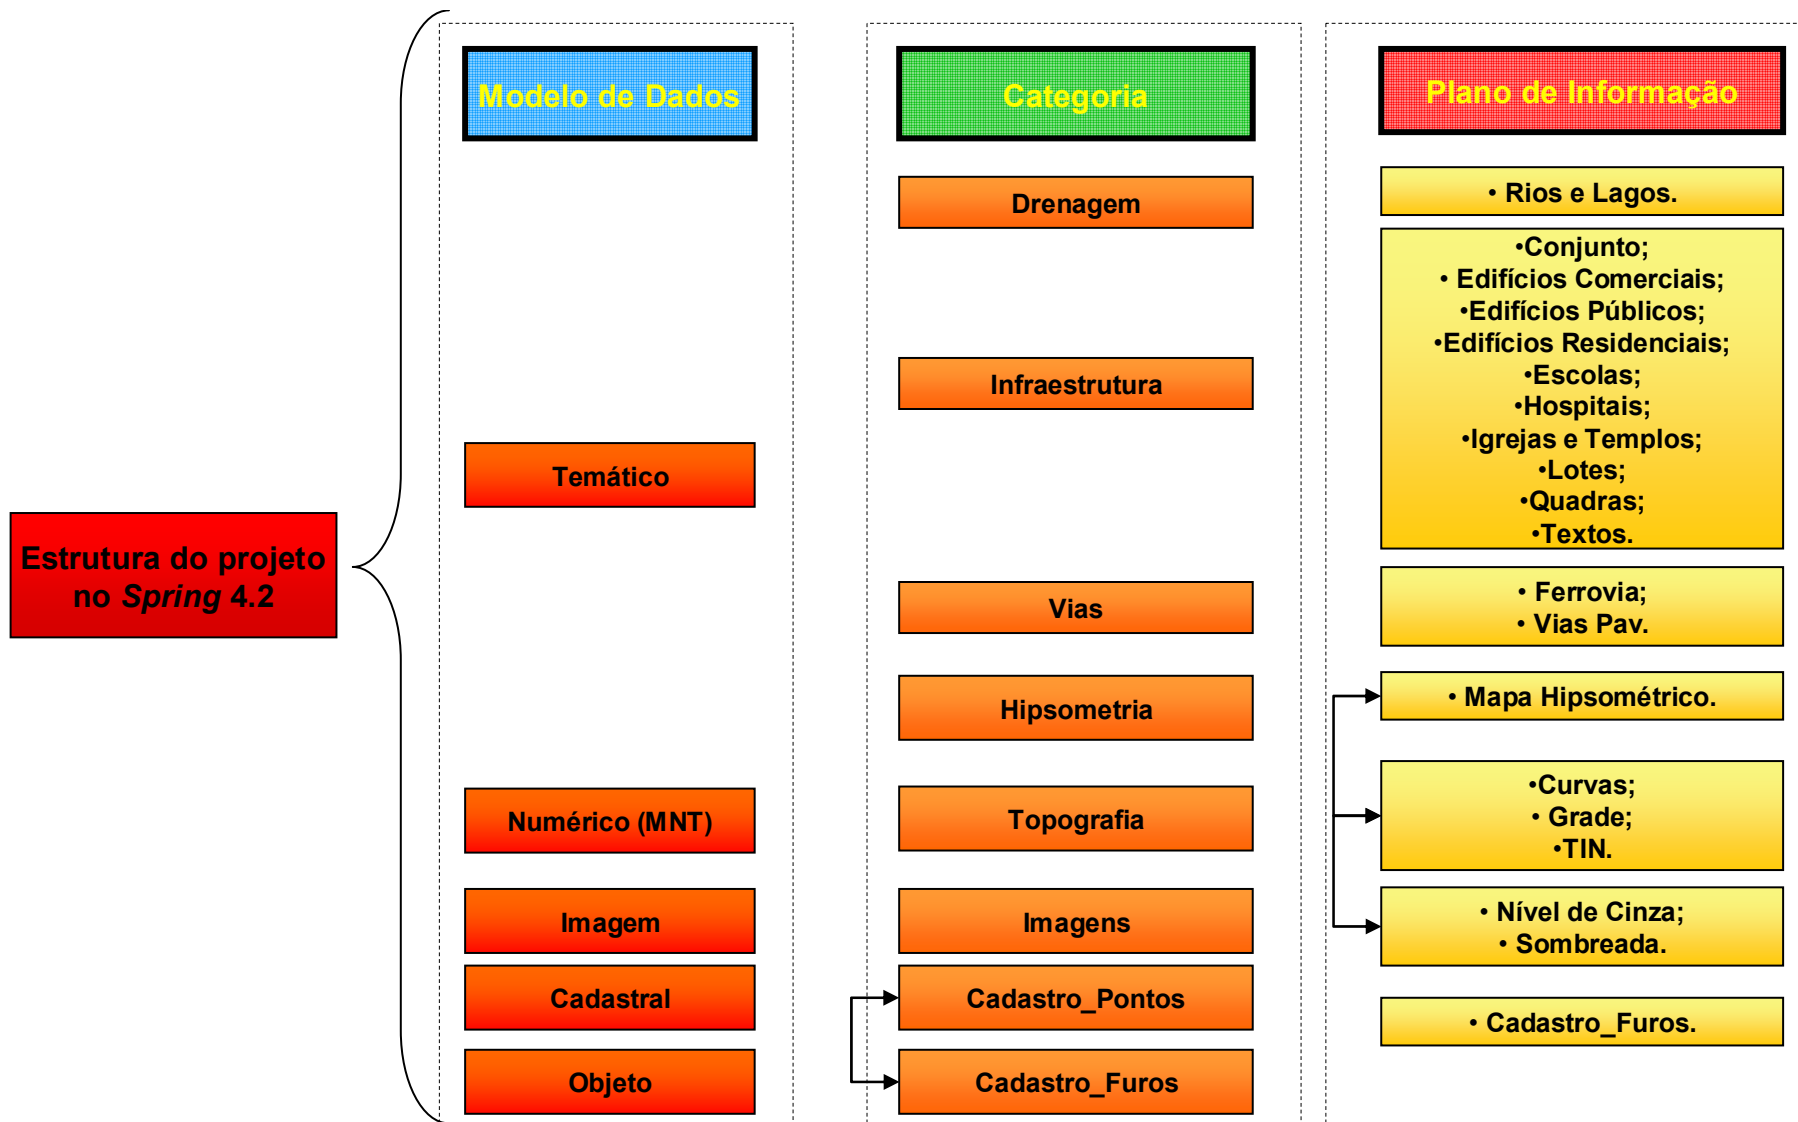 Estrutura do projeto
no Spring 4.2
Modelo de Dados
Temático
Numérico (MNT)
Imagem
Cadastral
Objeto
Categoria
Drenagem
Infraestrutura
Vias
Hipsometria
Topografia
Imagens
Cadastro_Pontos
Cadastro_Furos
Plano de Informação
• Rios e Lagos.
•Conjunto;
• Edifícios Comerciais;
•Edifícios Públicos;
•Edifícios Residenciais;
•Escolas;
•Hospitais;
•Igrejas e Templos;
•Lotes;
•Quadras;
•Textos.
• Ferrovia;
• Vias Pav.
• Mapa Hipsométrico.
•Curvas;
• Grade;
•TIN.
• Nível de Cinza;
• Sombreada.
• Cadastro_Furos.